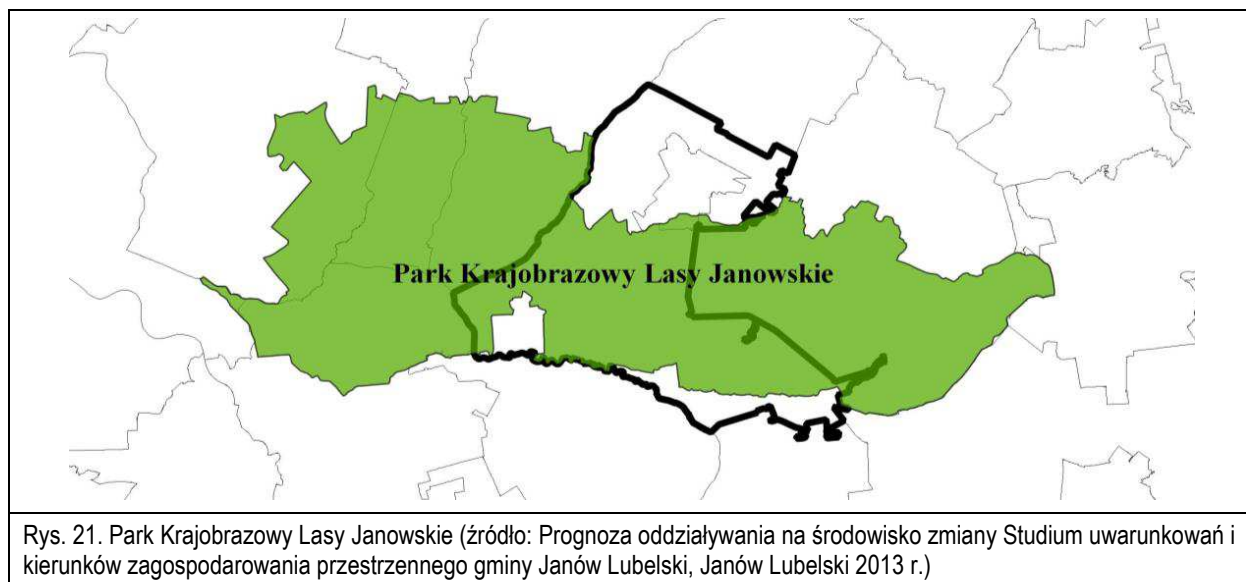 Park Krajobrazowy Lasy Janowskie
Rys. 21. Park Krajobrazowy Lasy Janowskie (źródło: Prognoza oddziaływania na środowisko zmiany Studium uwarunkowań i
kierunków zagospodarowania przestrzennego gminy Janów Lubelski, Janów Lubelski 2013 r.)